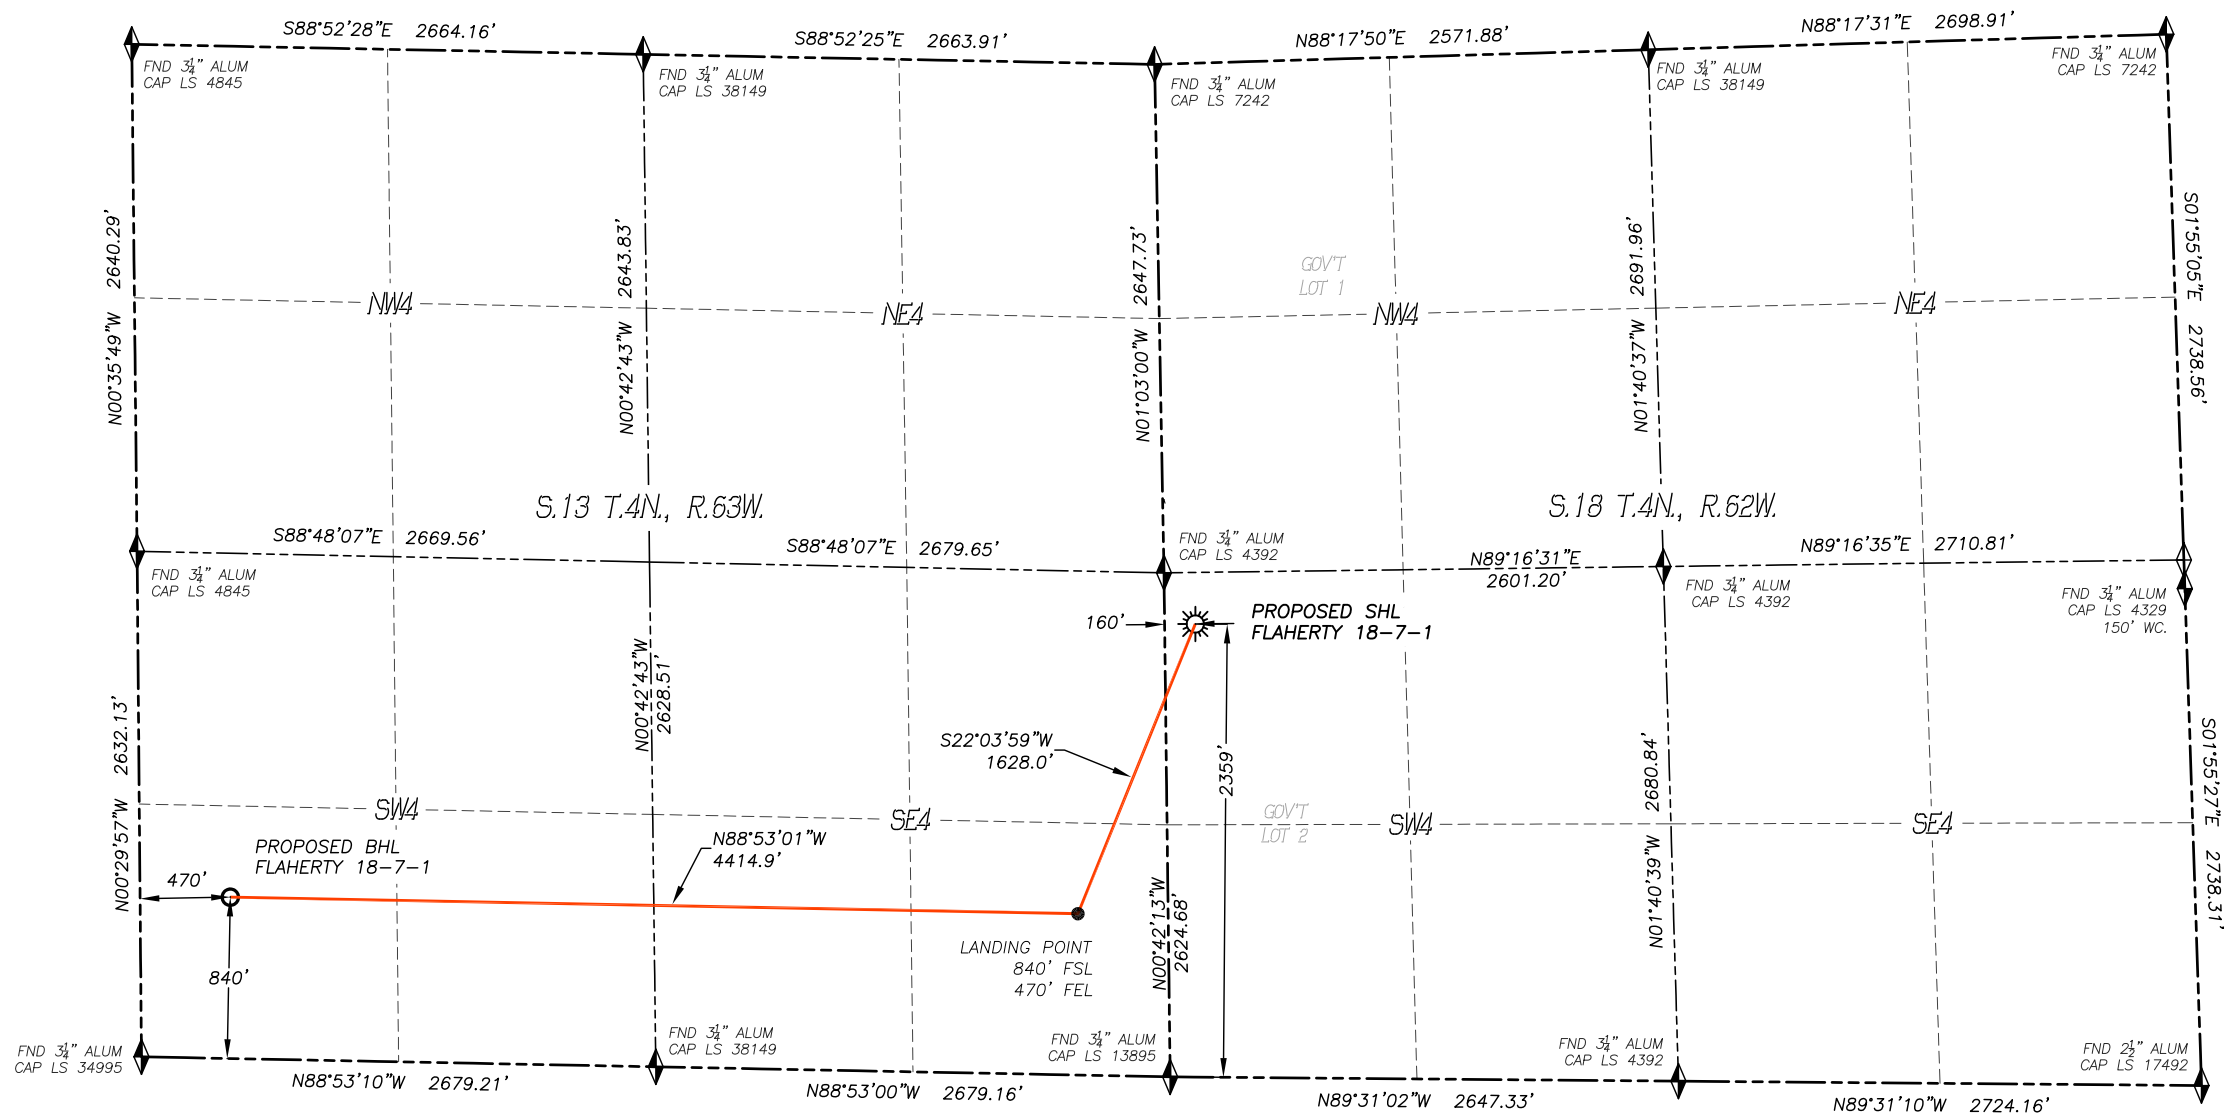 S88°52'28"E 2664.16'
S88°52'25"E 2663.91'
N88°17'50"E 2571.88'
N88°17'31"E 2698.91'
FND 3¼" ALUM
CAP LS 4845
FND 3¼" ALUM
CAP LS 38149
FND 3¼" ALUM
CAP LS 7242
FND 3¼" ALUM
CAP LS 38149
FND 3¼" ALUM
CAP LS 7242
N00°35'49"W 2640.29'
N00°42'43"W 2643.83'
N01°03'00"W 2647.73'
GOV'T
LOT 1
N01°40'37"W 2691.96'
S01°55'05"E 2738.56'
NW4
NE4
NW4
NE4
S.13 T.4N., R.63W.
S.18 T.4N., R.62W.
S88°48'07"E 2669.56'
S88°48'07"E 2679.65'
N89°16'31"E
2601.20'
N89°16'35"E 2710.81'
FND 3¼" ALUM
CAP LS 4845
FND 3¼" ALUM
CAP LS 4392
FND 3¼" ALUM
CAP LS 4392
FND 3¼" ALUM
CAP LS 4329
150' WC.
160'
PROPOSED SHL
FLAHERTY 18-7-1
N00°29'57"W 2632.13'
N00°42'43"W
2628.51'
S22°03'59"W
1628.0'
2359'
N01°40'39"W 2680.84'
S01°55'27"E 2738.31'
SW4
SE4
GOV'T
LOT 2
SW4
SE4
PROPOSED BHL
FLAHERTY 18-7-1
N88°53'01"W
4414.9'
470'
840'
LANDING POINT
840' FSL
470' FEL
N00°42'13"W
2624.68'
FND 3¼" ALUM
CAP LS 34995
FND 3¼" ALUM
CAP LS 38149
FND 3¼" ALUM
CAP LS 13895
FND 3¼" ALUM
CAP LS 4392
FND 2½" ALUM
CAP LS 17492
N88°53'10"W 2679.21'
N88°53'00"W 2679.16'
N89°31'02"W 2647.33'
N89°31'10"W 2724.16'